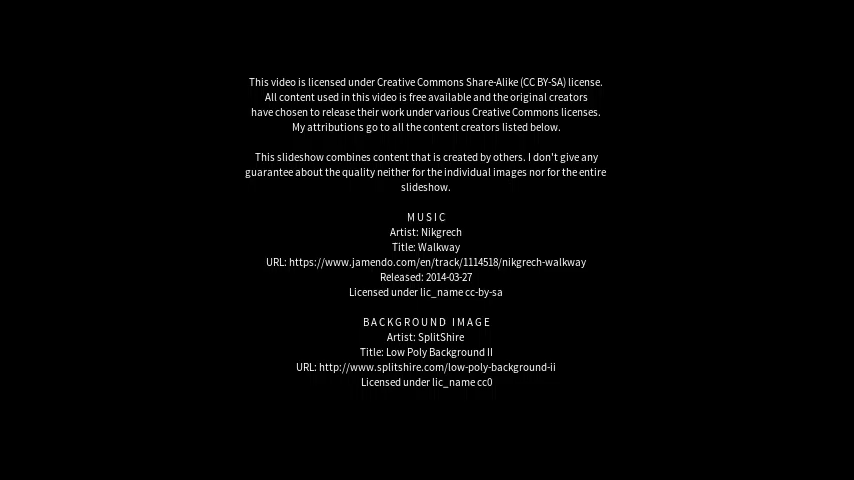 This video is licensed under Creative Commons Share-Alike (CC BY-SA) license.
All content used in this video is free available and the original creators
have chosen to release their work under various Creative Commons licenses.
My attributions go to all the content creators listed below.
This slideshow combines content that is created by others. I don't give any
guarantee about the quality neither for the individual images nor for the entire
slideshow.
MUSIC
Artist: Nikgrech
Title: Walkway
URL: https://www.jamendo.com/en/track/1114518/nikgrech-walkway
Released: 2014-03-27
Licensed under lic_name cc-by-sa
BACKGROUND IMAGE
Artist: SplitShire
Title: Low Poly Background II
URL: http://www.splitshire.com/low-poly-background-ii
Licensed under lic_name cc0